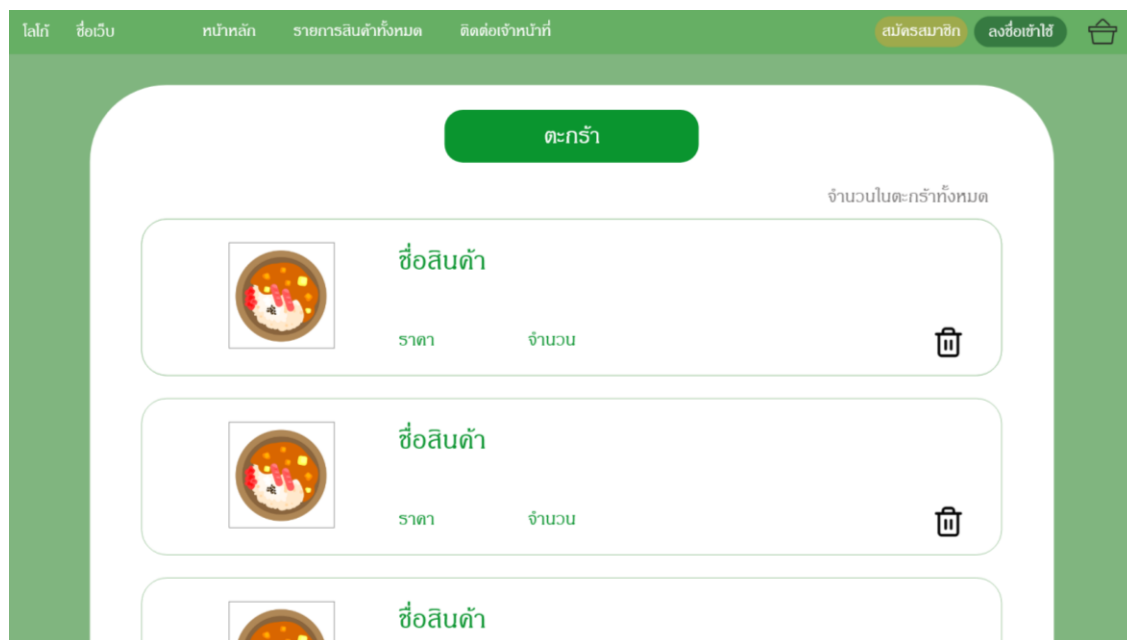 โลโก้ ชื่อเว็บ หน้าหลัก รายการสินค้าทั้งหมด ติดต่อเจ้าหน้าที่ สมัครสมาชิก ลงชื่อเข้าใช้
ตะกร้า
จำนวนในตะกร้าทั้งหมด
ชื่อสินค้า
ราคา จำนวน
ชื่อสินค้า
ราคา จำนวน
ชื่อสินค้า